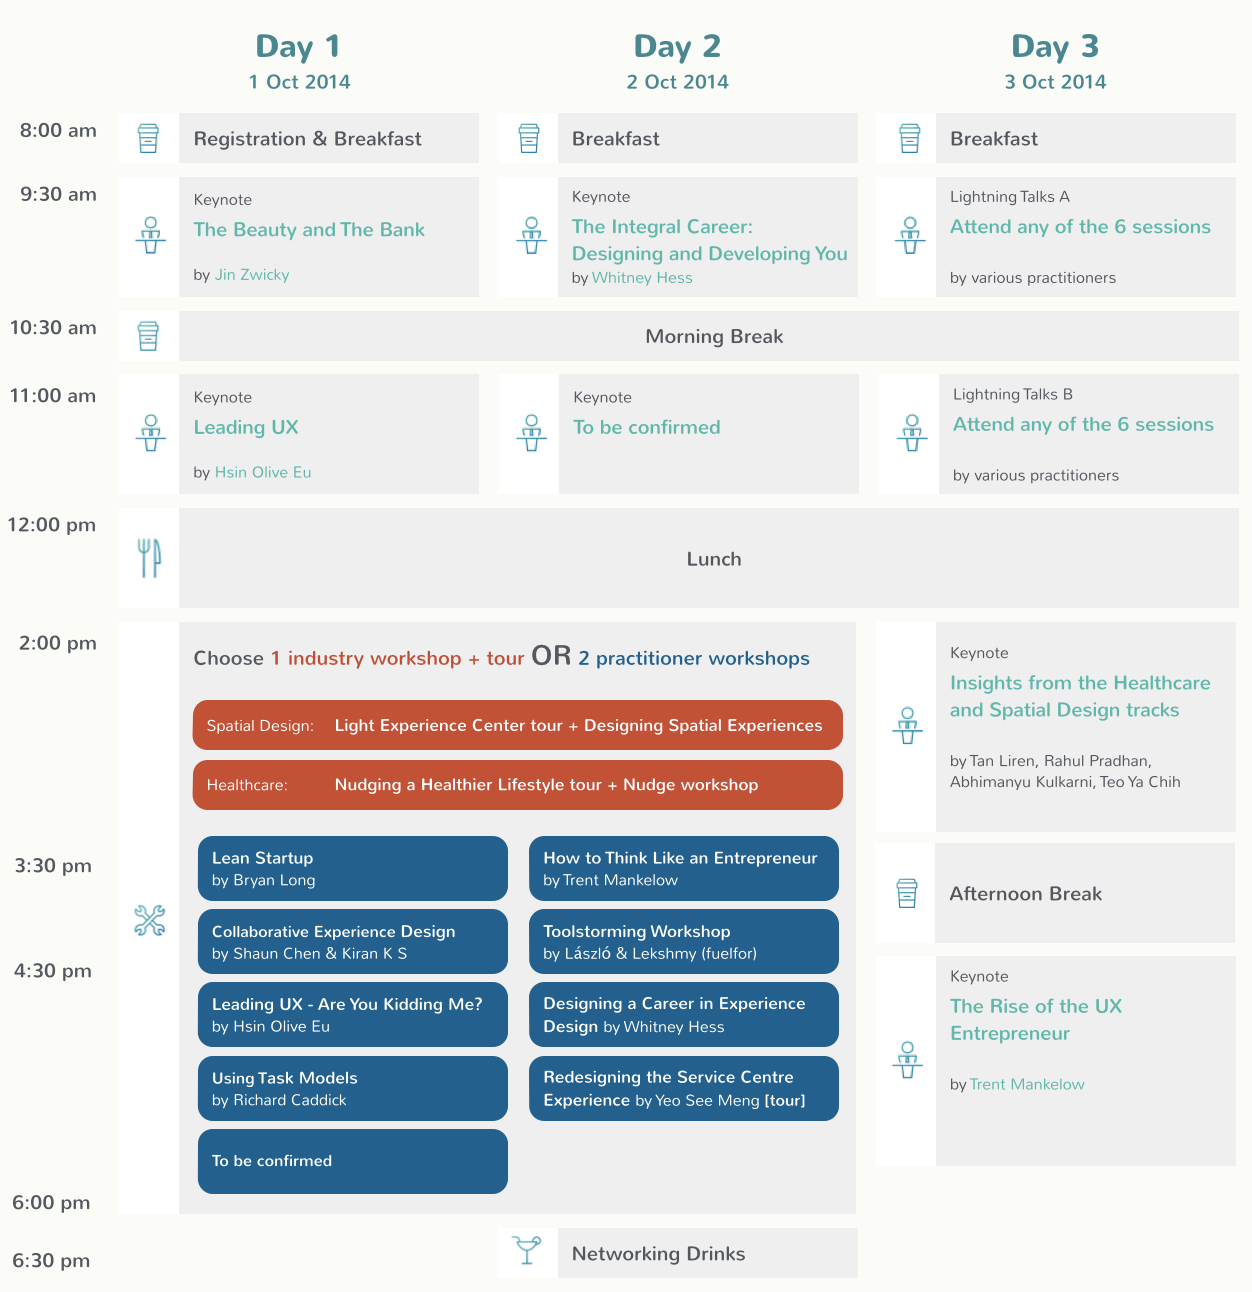 Day 1
1 Oct 2014
Day 2
2 Oct 2014
Day 3
3 Oct 2014
8:00 am
Registration & Breakfast
Breakfast
Breakfast
9:30 am
Keynote
The Beauty and The Bank
by Jin Zwicky
Keynote
The Integral Career:
Designing and Developing You
by Whitney Hess
Lightning Talks A
Attend any of the 6 sessions
by various practitioners
10:30 am
Morning Break
11:00 am
Keynote
Leading UX
by Hsin Olive Eu
Keynote
To be confirmed
Lightning Talks B
Attend any of the 6 sessions
by various practitioners
12:00 pm
Lunch
2:00 pm
Choose 1 industry workshop + tour OR 2 practitioner workshops
Spatial Design: Light Experience Center tour + Designing Spatial Experiences
Healthcare: Nudging a Healthier Lifestyle tour + Nudge workshop
Lean Startup
by Bryan Long
How to Think Like an Entrepreneur
by Trent Mankelow
Collaborative Experience Design
by Shaun Chen & Kiran K S
Toolstorming Workshop
by László & Lekshmy (fuelfor)
Leading UX - Are You Kidding Me?
by Hsin Olive Eu
Designing a Career in Experience
Design by Whitney Hess
Using Task Models
by Richard Caddick
Redesigning the Service Centre
Experience by Yeo See Meng [tour]
To be confirmed
Keynote
Insights from the Healthcare
and Spatial Design tracks
by Tan Liren, Rahul Pradhan,
Abhimanyu Kulkarni, Teo Ya Chih
3:30 pm
Afternoon Break
4:30 pm
Keynote
The Rise of the UX
Entrepreneur
by Trent Mankelow
6:00 pm
6:30 pm
Networking Drinks